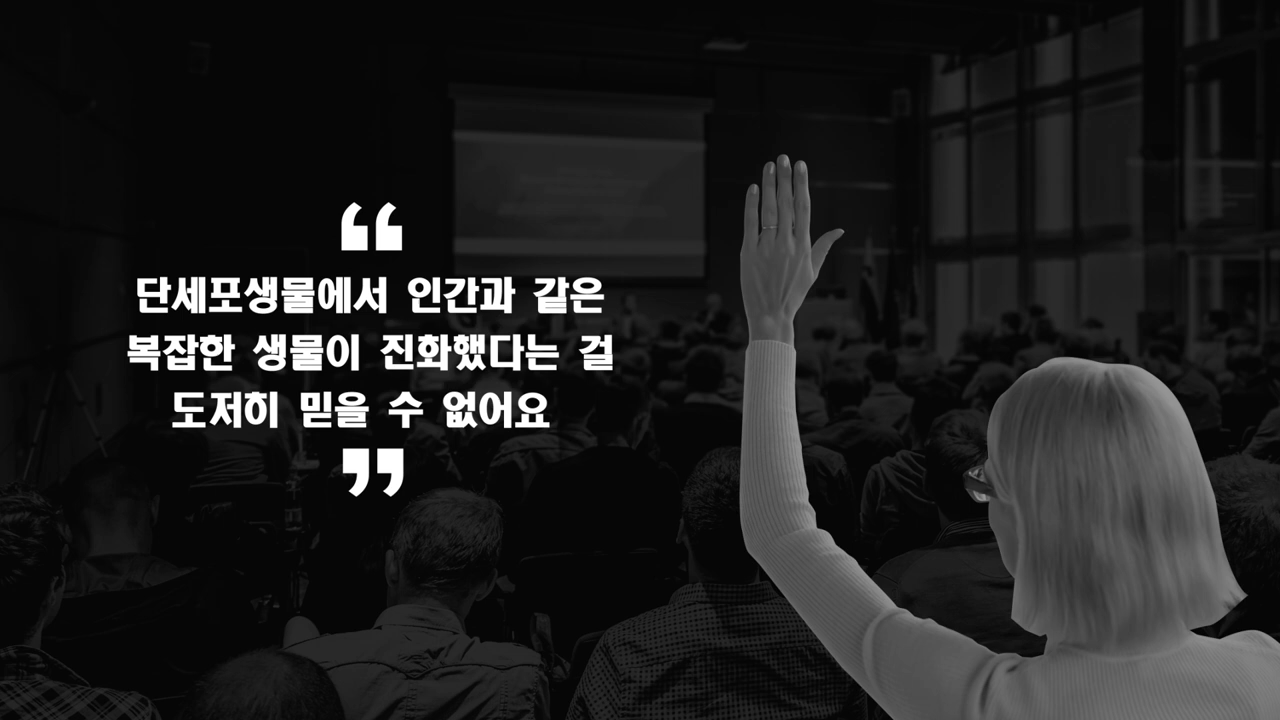 “
단세포생물에서 인간과 같은
복잡한 생물이 진화했다는 걸
도저히 믿을 수 없어요
”